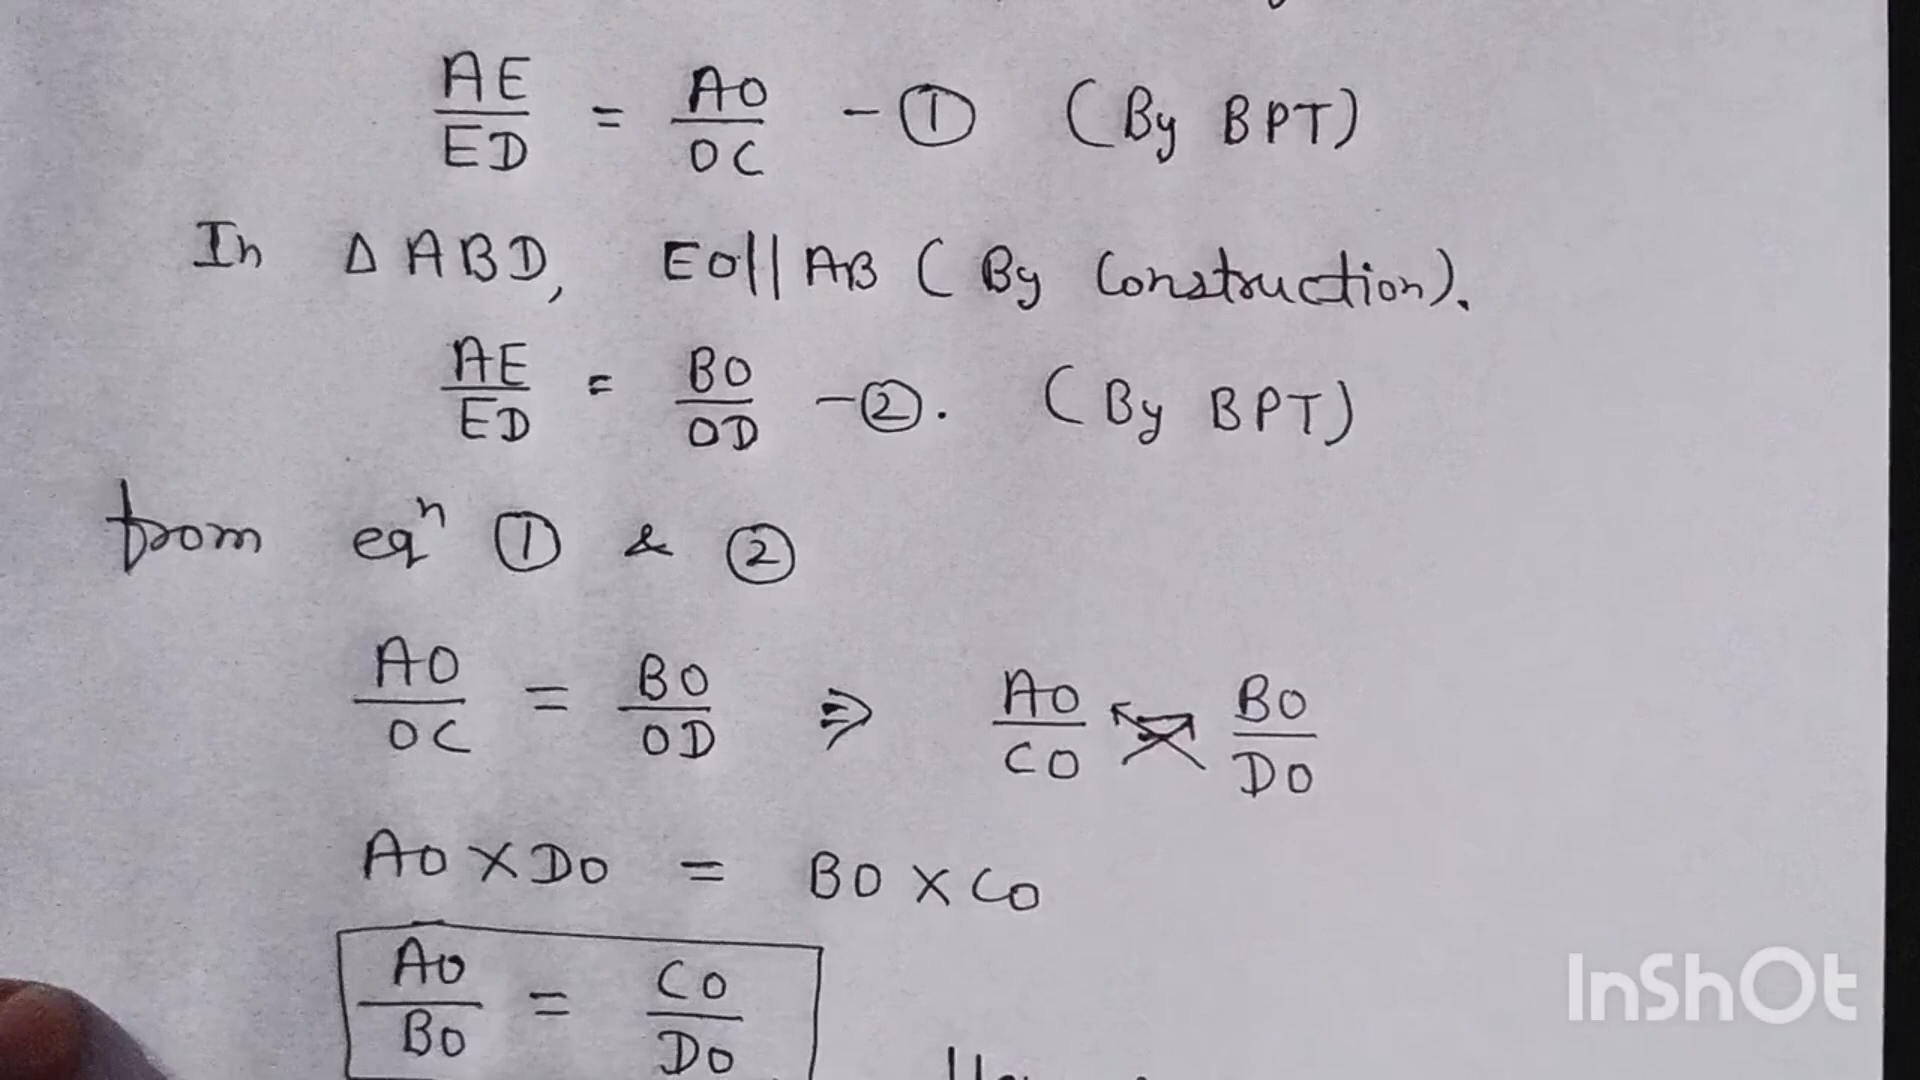 AE/ED = AO/OC - ① (By BPT)
In Δ ABD, EO||AB (By Construction).
AE/ED = BO/OD - ②. (By BPT)
from eqⁿ ① & ②
AO/OC = BO/OD ⇒ AO/CO BO/DO
AO X DO = BO X CO
AO/BO = CO/DO
InShOt